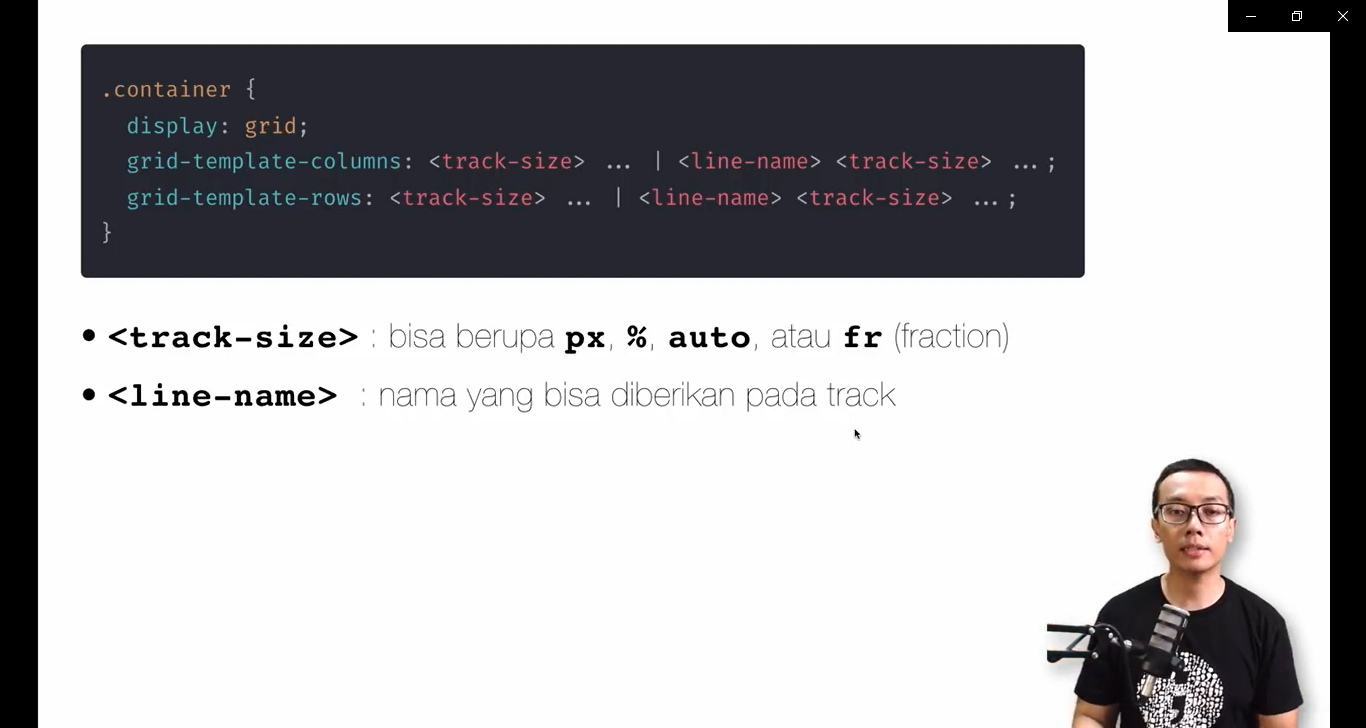 .container {
display: grid;
grid-template-columns: <track-size> ... | <line-name> <track-size> ...;
grid-template-rows: <track-size> ... | <line-name> <track-size> ...;
}
• <track-size> : bisa berupa px, %, auto, atau fr (fraction)
• <line-name> : nama yang bisa diberikan pada track